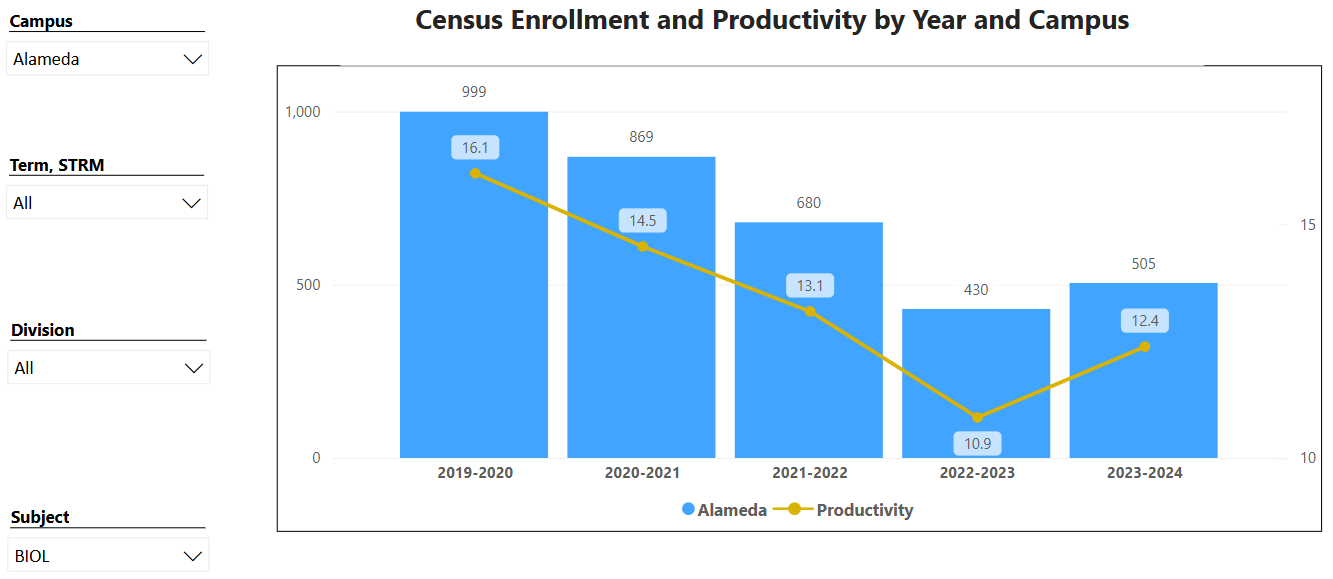 Campus
Alameda
Term, STRM
All
Division
All
Subject
BIOL
Census Enrollment and Productivity by Year and Campus
999
1,000
869
16.1
680
14.5
15
505
13.1
500
430
12.4
10.9
0
10
2019-2020 2020-2021 2021-2022 2022-2023 2023-2024
Alameda Productivity